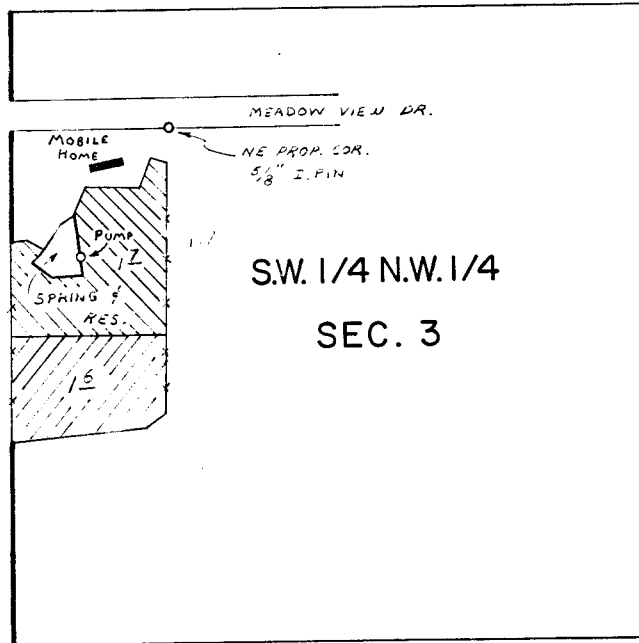 MEADOW VIEW DR.
MOBILE
HOME
NE PROP. COR.
5/8" I. PIN
PUMP
1.7
S.W. 1/4 N.W. 1/4
SPRING &
RES.
SEC. 3
1.6